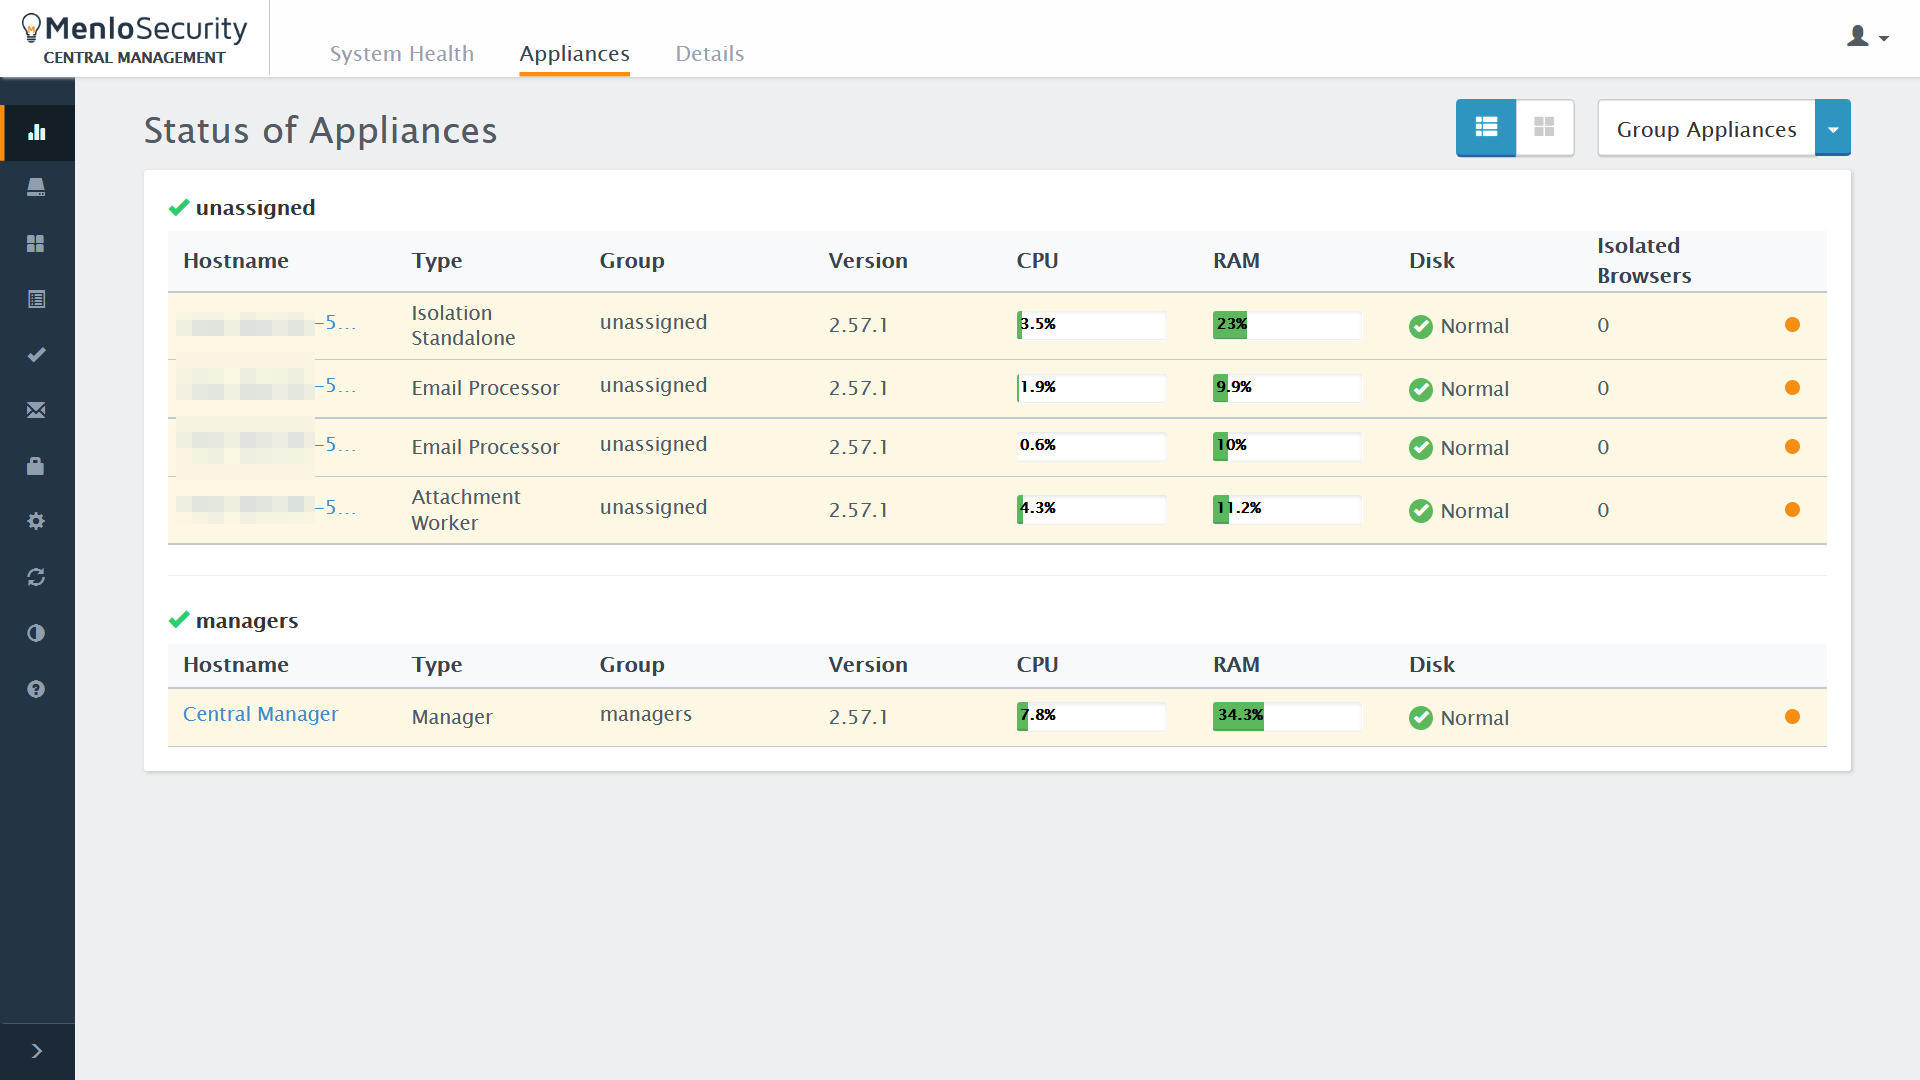 MenloSecurity
CENTRAL MANAGEMENT
System Health Appliances Details
Status of Appliances
Group Appliances
unassigned
Hostname Type Group Version CPU RAM Disk Isolated Browsers
-5... Isolation Standalone unassigned 2.57.1 3.5% 23% Normal 0
-5... Email Processor unassigned 2.57.1 1.9% 9.9% Normal 0
-5... Email Processor unassigned 2.57.1 0.6% 10% Normal 0
-5... Attachment Worker unassigned 2.57.1 4.3% 11.2% Normal 0
managers
Hostname Type Group Version CPU RAM Disk
Central Manager Manager managers 2.57.1 7.8% 34.3% Normal